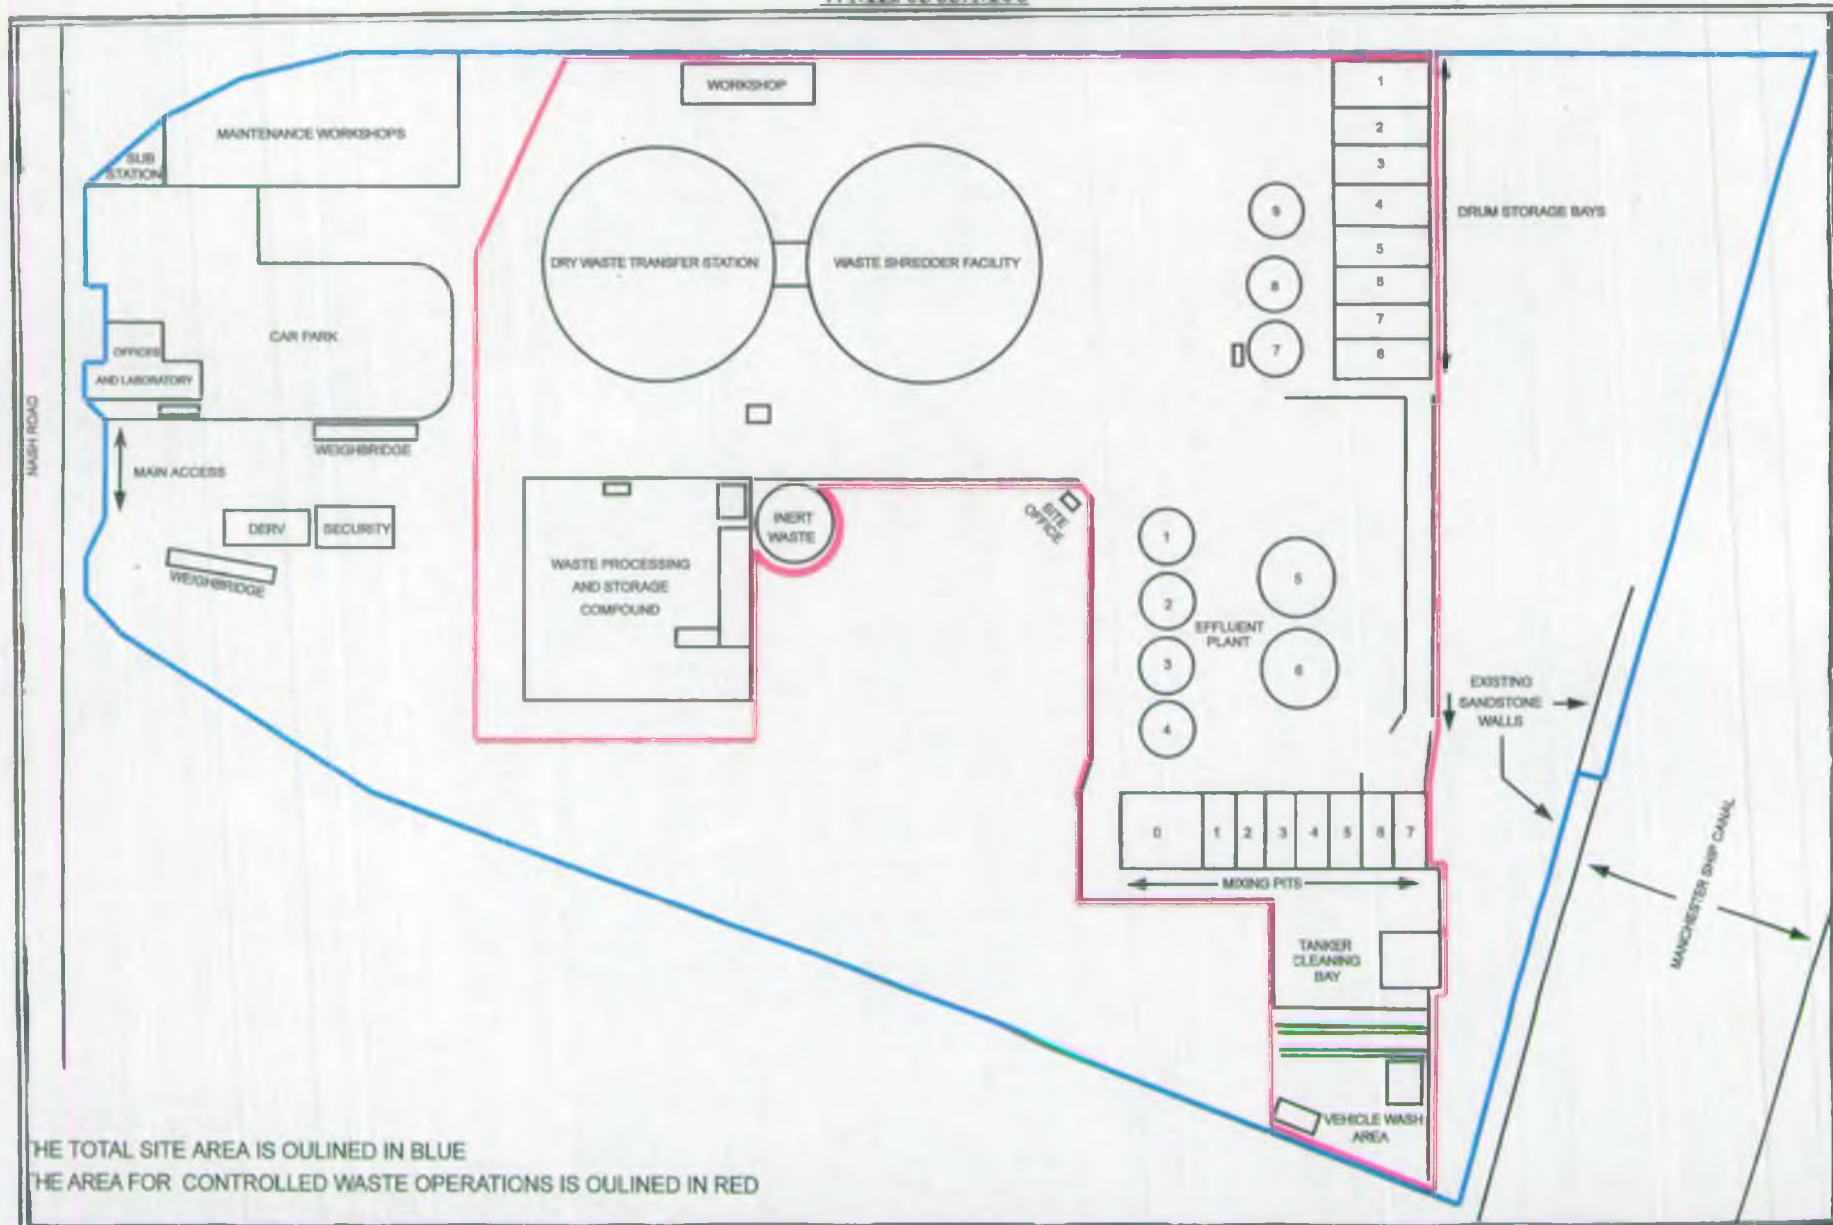 WORKSHOP
MAINTENANCE WORKSHOPS
SUB
STATION
1
2
3
4
5
6
7
8
DRUM STORAGE BAYS
9
8
7
DRY WASTE TRANSFER STATION
WASTE SHREDDER FACILITY
CAR PARK
OFFICES
AND LABORATORY
NASH ROAD
WEIGHBRIDGE
MAIN ACCESS
DERV
SECURITY
WEIGHBRIDGE
INERT
WASTE
SITE
OFFICE
WASTE PROCESSING
AND STORAGE
COMPOUND
1
2
3
4
5
6
EFFLUENT
PLANT
EXISTING
SANDSTONE
WALLS
0
1
2
3
4
5
6
7
MIXING PITS
MANCHESTER SHIP CANAL
TANKER
CLEANING
BAY
VEHICLE WASH
AREA
THE TOTAL SITE AREA IS OULINED IN BLUE
THE AREA FOR CONTROLLED WASTE OPERATIONS IS OULINED IN RED